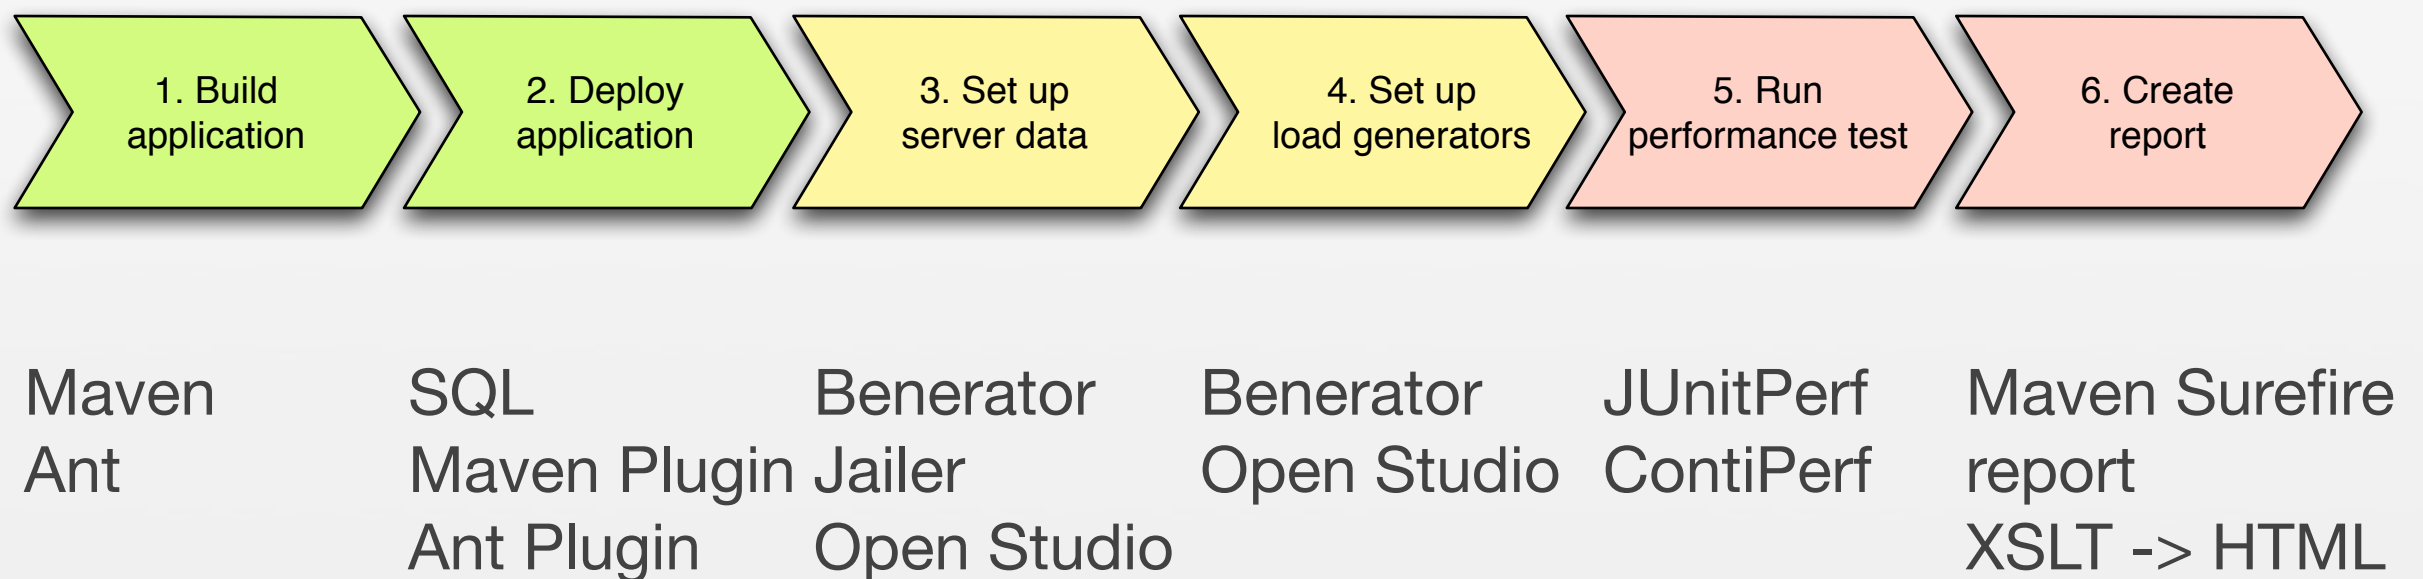 1. Build
application
2. Deploy
application
3. Set up
server data
4. Set up
load generators
5. Run
performance test
6. Create
report
Maven
Ant
SQL
Maven Plugin
Ant Plugin
Benerator
Jailer
Open Studio
Benerator
Open Studio
JUnitPerf
ContiPerf
Maven Surefire
report
XSLT -> HTML